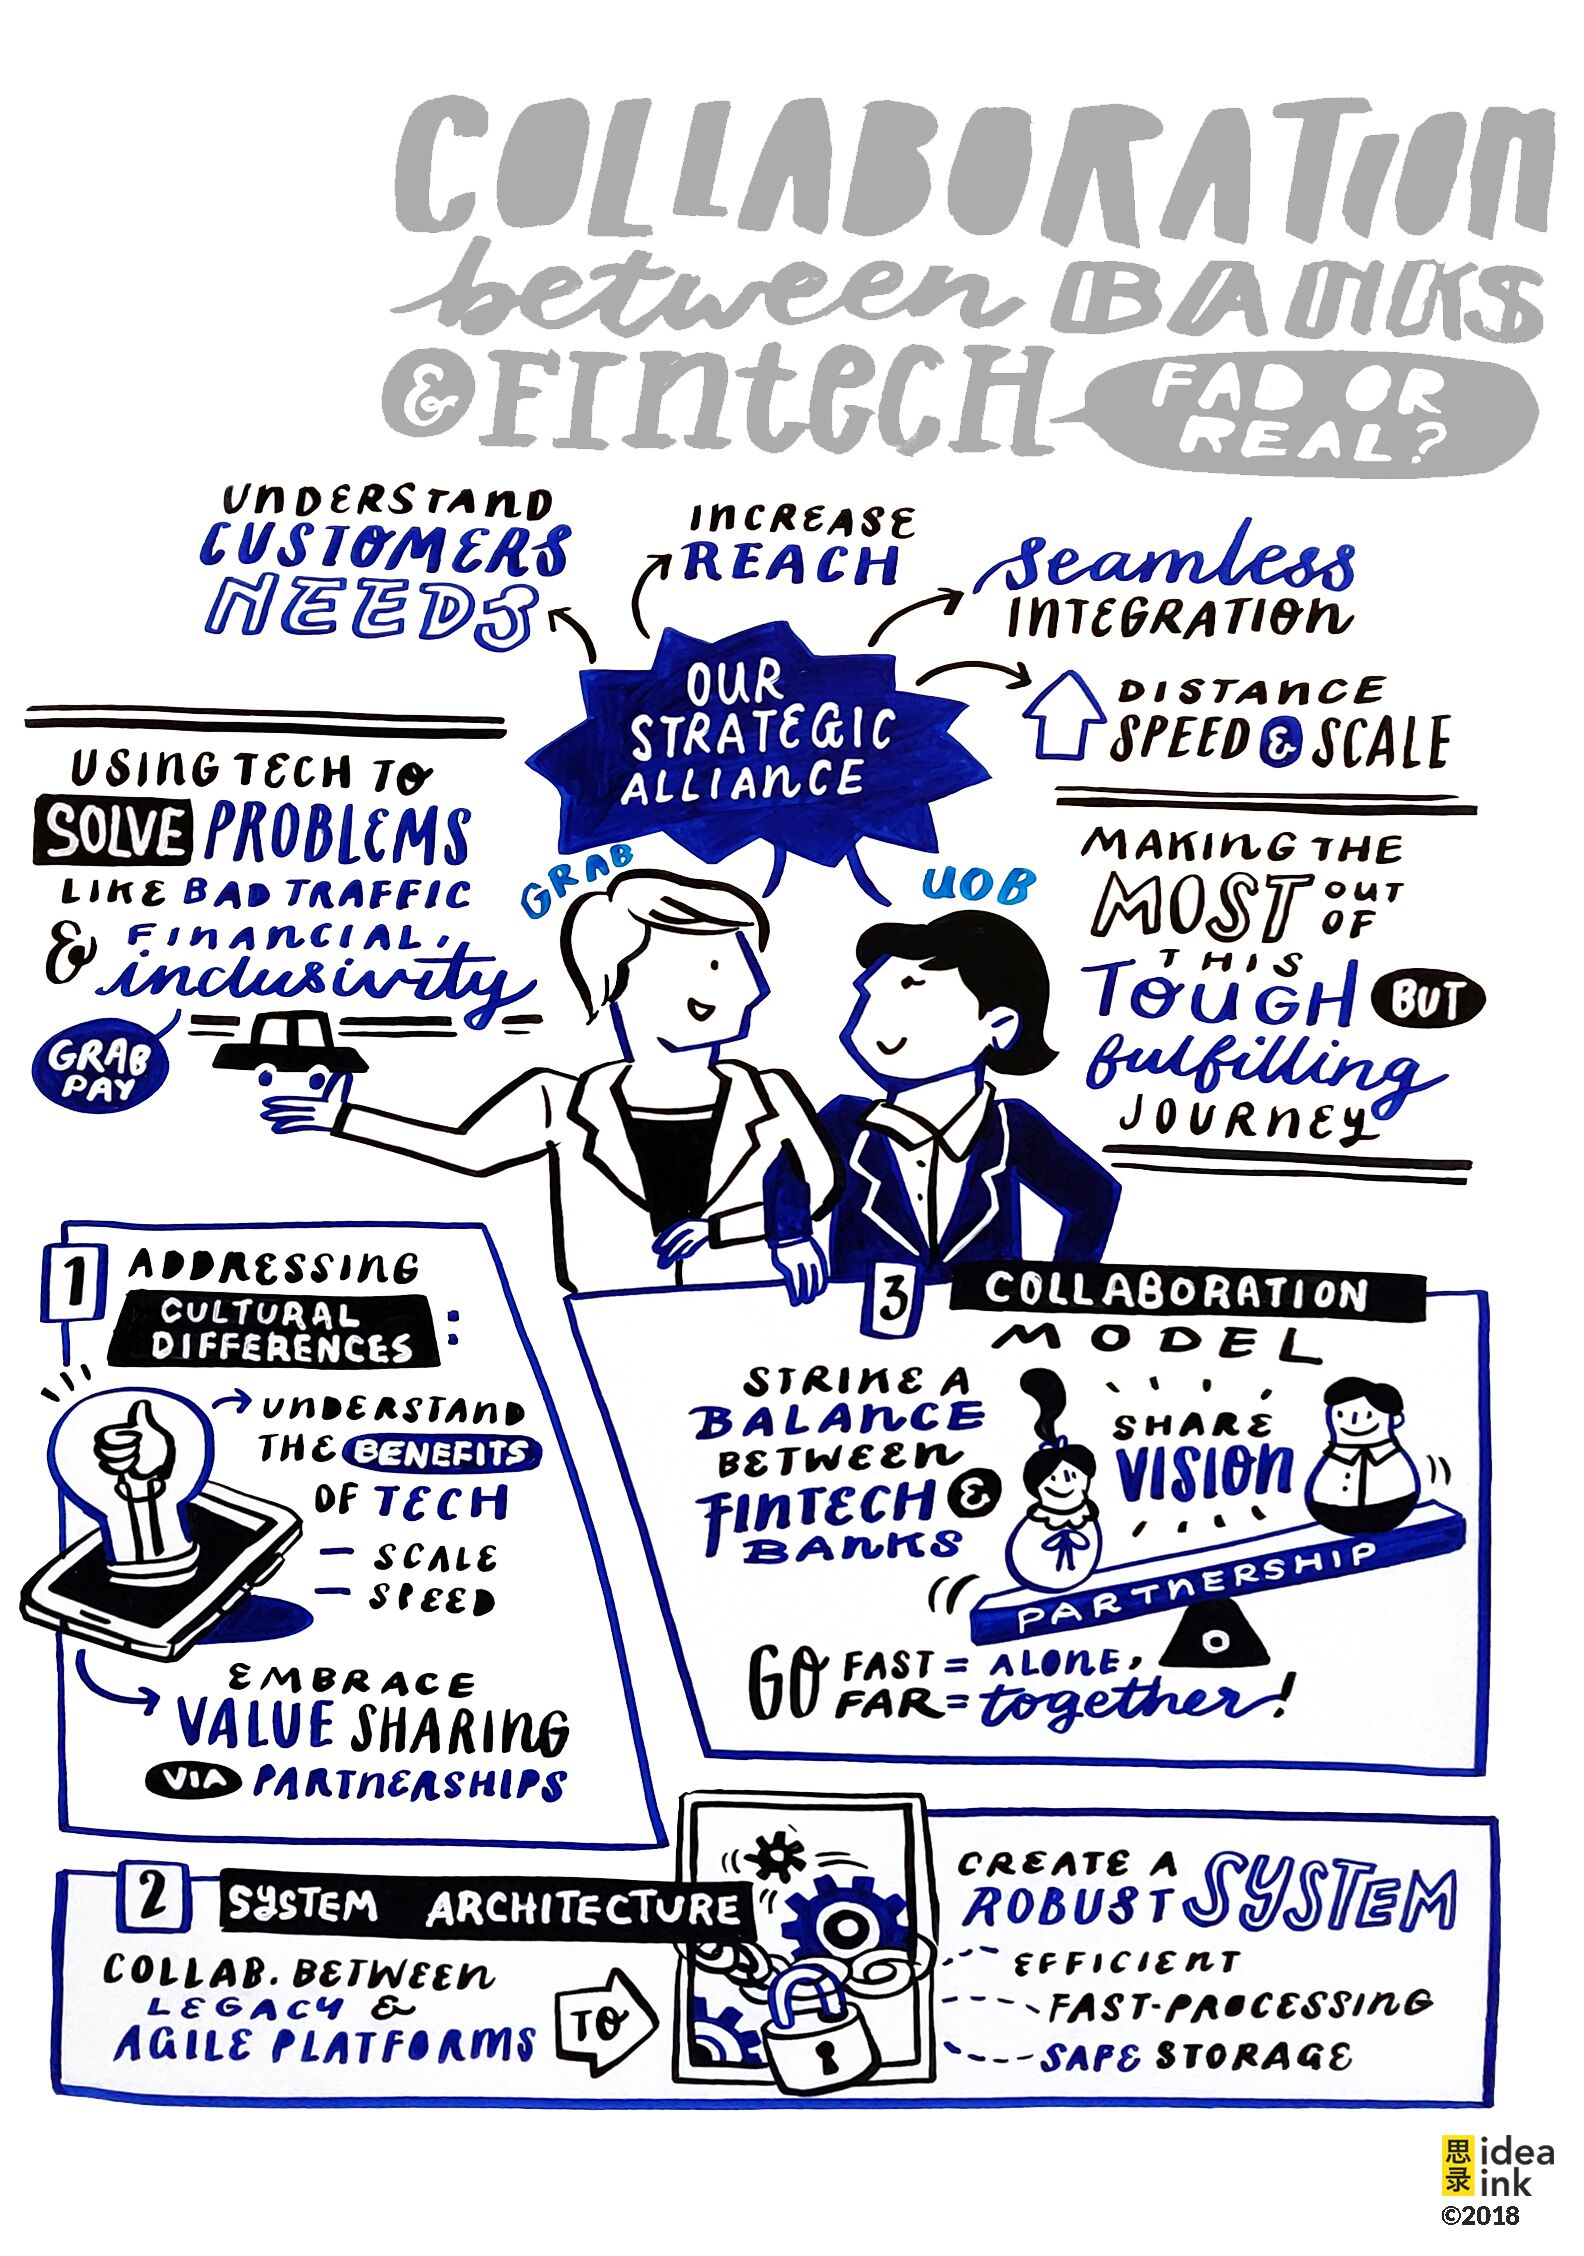 COLLABORATION
between BANKS
& FINTECH FAD OR
REAL?
UNDERSTAND
CUSTOMERS
NEEDS
INCREASE
REACH
seamless
INTEGRATION
DISTANCE
SPEED & SCALE
OUR
STRATEGIC
ALLIANCE
GRAB
UOB
USING TECH TO
SOLVE PROBLEMS
LIKE BAD TRAFFIC
& FINANCIAL
inclusivity
GRAB
PAY
MAKING THE
MOST OUT
OF
THIS
TOUGH BUT
fulfilling
JOURNEY
1 ADDRESSING
CULTURAL
DIFFERENCES :
UNDERSTAND
THE BENEFITS
OF TECH
- SCALE
- SPEED
EMBRACE
VALUE SHARING
VIA PARTNERSHIPS
3 COLLABORATION
MODEL
STRIKE A
BALANCE
BETWEEN
FINTECH &
BANKS
SHARE
VISION
PARTNERSHIP
GO FAST = ALONE,
FAR = together!
2 SYSTEM ARCHITECTURE
COLLAB. BETWEEN
LEGACY &
AGILE PLATFORMS
TO
CREATE A
ROBUST SYSTEM
EFFICIENT
FAST-PROCESSING
SAFE STORAGE
思录
idea
ink
©2018